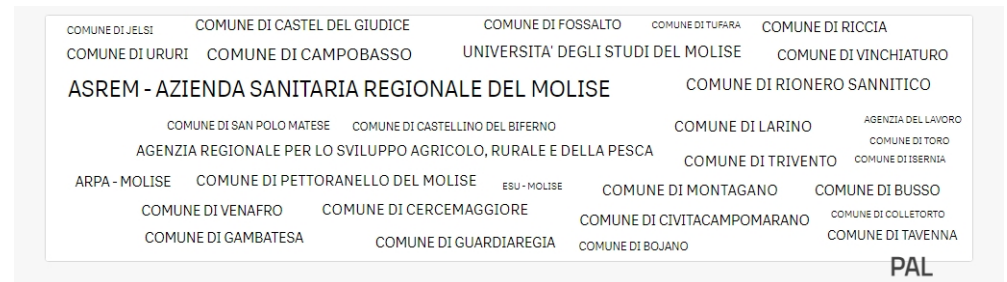 COMUNE DI JELSI COMUNE DI CASTEL DEL GIUDICE COMUNE DI FOSSALTO COMUNE DI TUFARA COMUNE DI RICCIA
COMUNE DI URURI COMUNE DI CAMPOBASSO UNIVERSITA' DEGLI STUDI DEL MOLISE COMUNE DI VINCHIATURO
ASREM - AZIENDA SANITARIA REGIONALE DEL MOLISE COMUNE DI RIONERO SANNITICO
COMUNE DI SAN POLO MATESE COMUNE DI CASTELLINO DEL BIFERNO COMUNE DI LARINO AGENZIA DEL LAVORO
COMUNE DI TORO
AGENZIA REGIONALE PER LO SVILUPPO AGRICOLO, RURALE E DELLA PESCA COMUNE DI TRIVENTO COMUNE DI ISERNIA
ARPA - MOLISE COMUNE DI PETTORANELLO DEL MOLISE ESU - MOLISE COMUNE DI MONTAGANO COMUNE DI BUSSO
COMUNE DI VENAFRO COMUNE DI CERCEMAGGIORE COMUNE DI CIVITACAMPOMARANO COMUNE DI COLLETORTO
COMUNE DI GAMBATESA COMUNE DI GUARDIAREGIA COMUNE DI BOJANO COMUNE DI TAVENNA
PAL